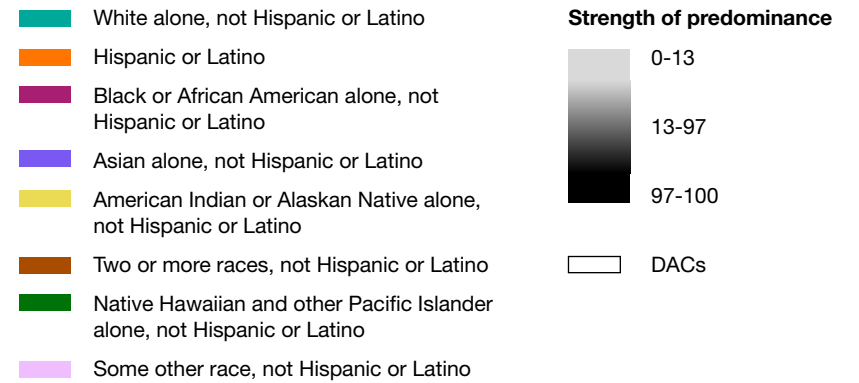 White alone, not Hispanic or Latino
Hispanic or Latino
Black or African American alone, not
Hispanic or Latino
Asian alone, not Hispanic or Latino
American Indian or Alaskan Native alone,
not Hispanic or Latino
Two or more races, not Hispanic or Latino
Native Hawaiian and other Pacific Islander
alone, not Hispanic or Latino
Some other race, not Hispanic or Latino
Strength of predominance
0-13
13-97
97-100
DACs